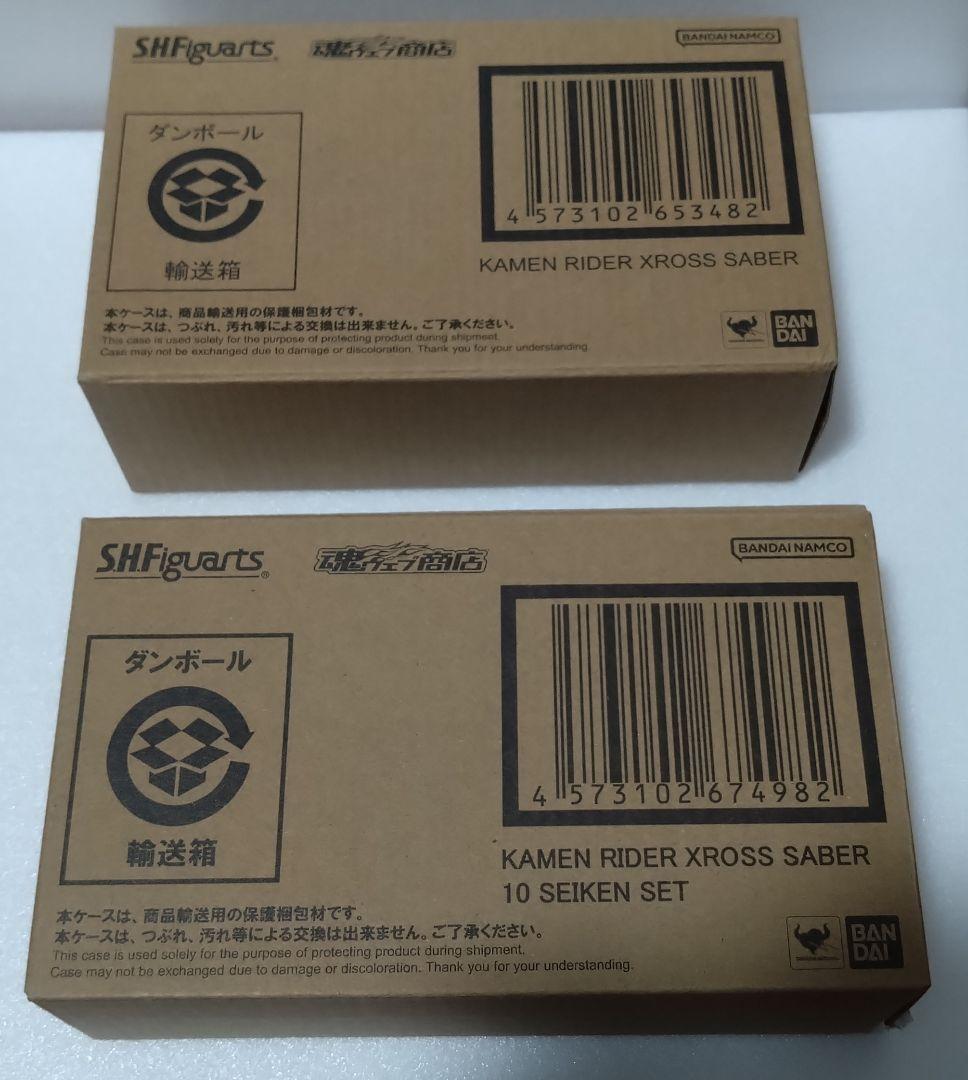 S.H.Figuarts
魂ウェブ商店
BANDAI NAMCO
ダンボール
輸送箱
4 573102 653482
KAMEN RIDER XROSS SABER
本ケースは、商品輸送用の保護梱包材です。
本ケースは、つぶれ、汚れ等による交換は出来ません。ご了承ください。
This case is used solely for the purpose of protecting product during shipment.
Case may not be exchanged due to damage or discoloration. Thank you for your understanding.
BAN
DAI
S.H.Figuarts®
魂ウェブ商店
BANDAI NAMCO
ダンボール
輸送箱
4 573102 674982
KAMEN RIDER XROSS SABER
10 SEIKEN SET
本ケースは、商品輸送用の保護梱包材です。
本ケースは、つぶれ、汚れ等による交換は出来ません。ご了承ください。
This case is used solely for the purpose of protecting product during shipment.
Case may not be exchanged due to damage or discoloration. Thank you for your understanding.
BAN
DAI